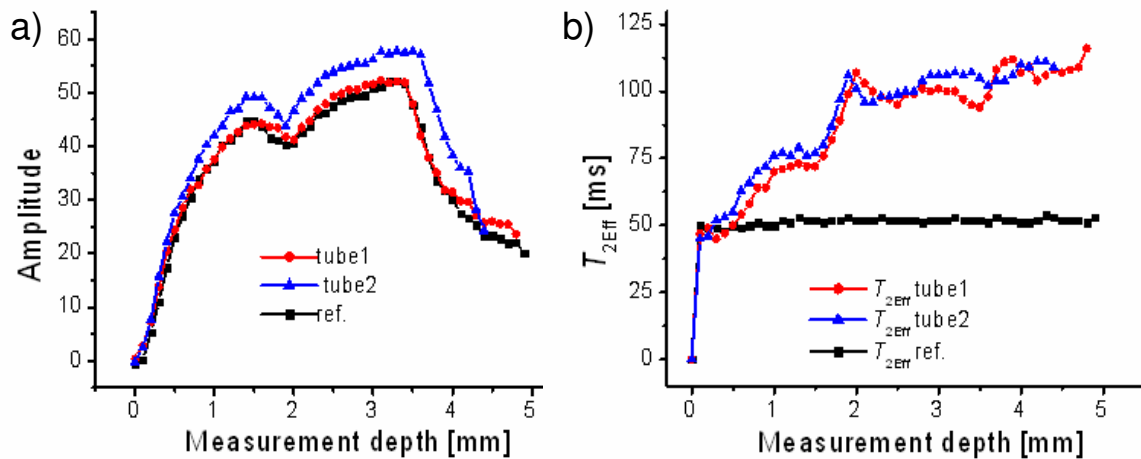 a)
Amplitude
60
50
40
30
20
10
0
tube1
tube2
ref.
0 1 2 3 4 5
Measurement depth [mm]
b)
T2Eff [ms]
125
100
75
50
25
0
T2Eff tube1
T2Eff tube2
T2Eff ref.
0 1 2 3 4 5
Measurement depth [mm]